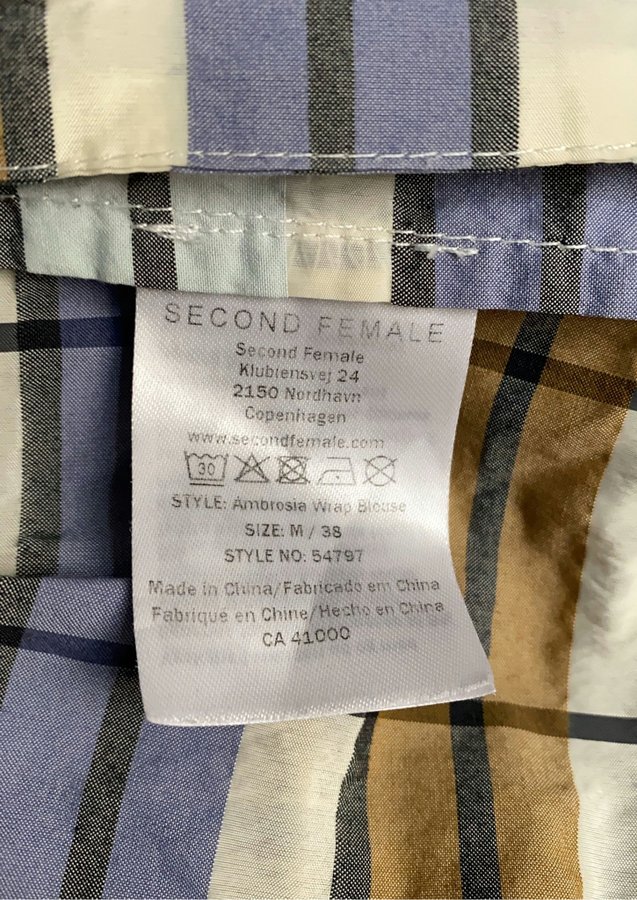 SECOND FEMALE
Second Female
Klubiensvej 24
2150 Nordhavn
Copenhagen
www.secondfemale.com
30
STYLE: Ambrosia Wrap Blouse
SIZE: M / 38
STYLE NO: 54797
Made in China/Fabricado em China
Fabriqué en Chine/Hecho en China
CA 41000